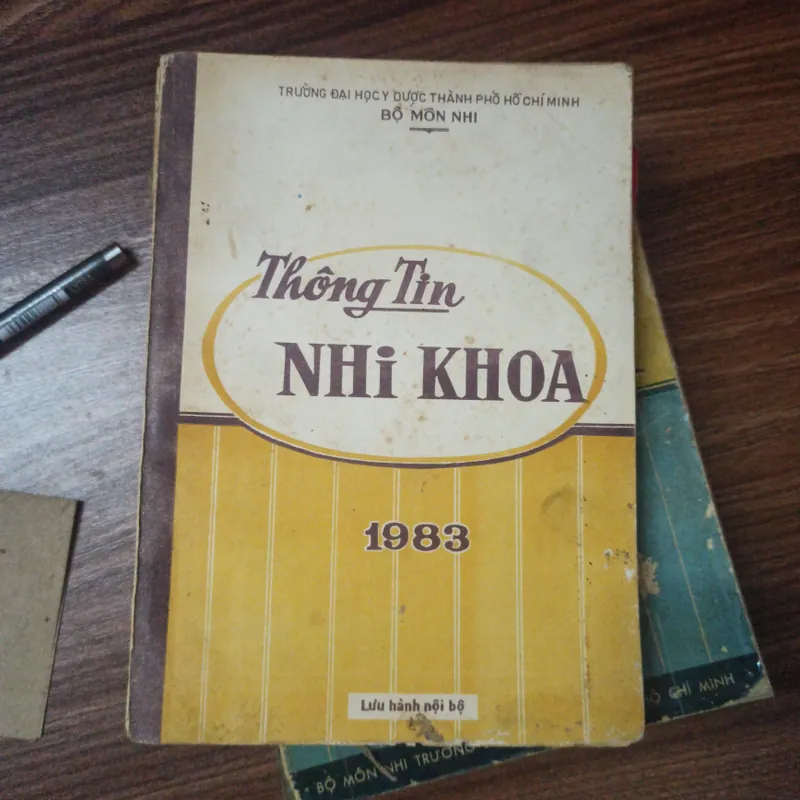 TRƯỜNG ĐẠI HỌC Y DƯỢC THÀNH PHỐ HỒ CHÍ MINH
BỘ MÔN NHI
Thông Tin
NHi KHOA
1983
Lưu hành nội bộ
BỘ MÔN NHI TRƯỜNG
CHÍ MINH